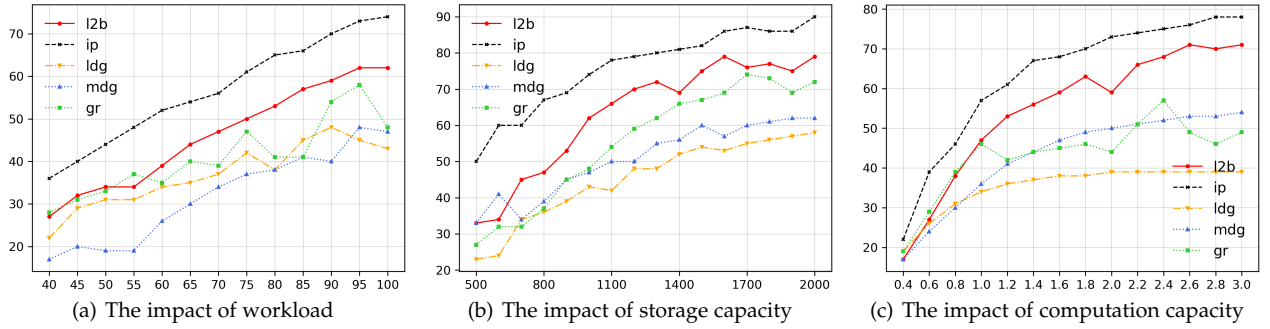 l2b
ip
ldg
mdg
gr
70
60
50
40
30
20
40 45 50 55 60 65 70 75 80 85 90 95 100
(a) The impact of workload
l2b
ip
ldg
mdg
gr
90
80
70
60
50
40
30
20
500 800 1100 1400 1700 2000
(b) The impact of storage capacity
80
70
60
50
40
30
20
l2b
ip
ldg
mdg
gr
0.4 0.6 0.8 1.0 1.2 1.4 1.6 1.8 2.0 2.2 2.4 2.6 2.8 3.0
(c) The impact of computation capacity